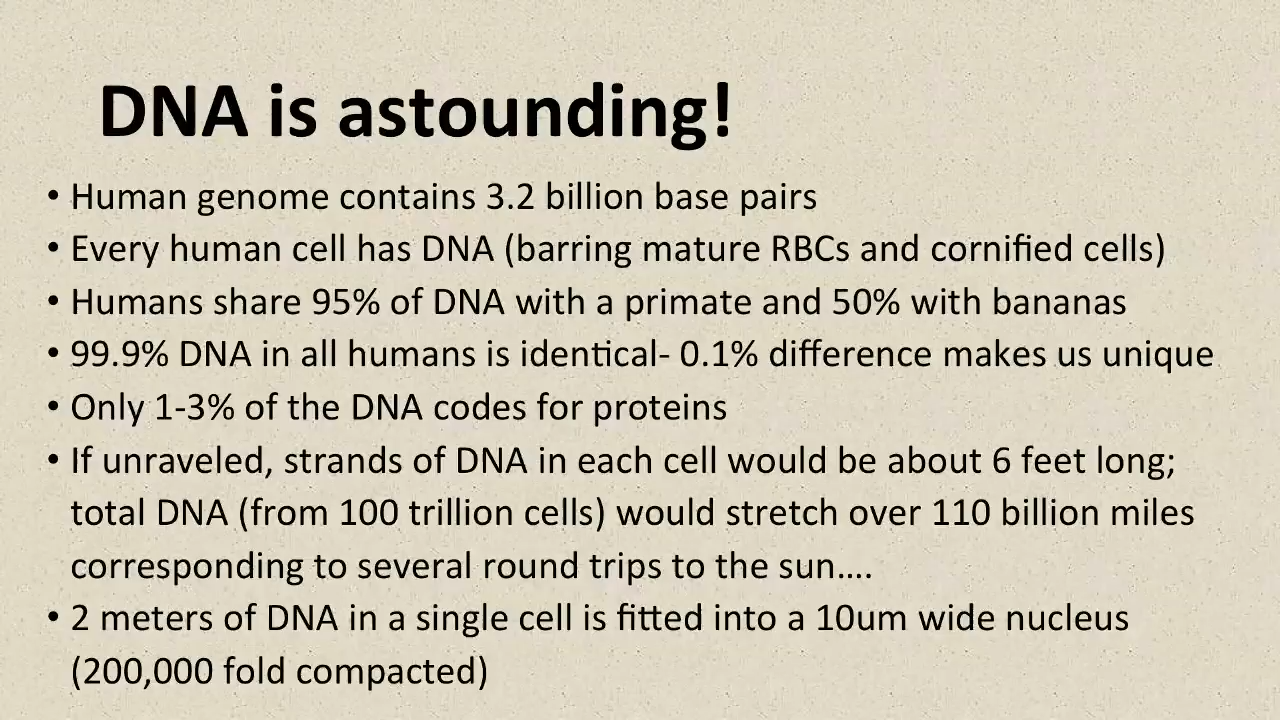 DNA is astounding!
• Human genome contains 3.2 billion base pairs
• Every human cell has DNA (barring mature RBCs and cornified cells)
• Humans share 95% of DNA with a primate and 50% with bananas
• 99.9% DNA in all humans is identical- 0.1% difference makes us unique
• Only 1-3% of the DNA codes for proteins
• If unraveled, strands of DNA in each cell would be about 6 feet long;
total DNA (from 100 trillion cells) would stretch over 110 billion miles
corresponding to several round trips to the sun....
• 2 meters of DNA in a single cell is fitted into a 10um wide nucleus
(200,000 fold compacted)